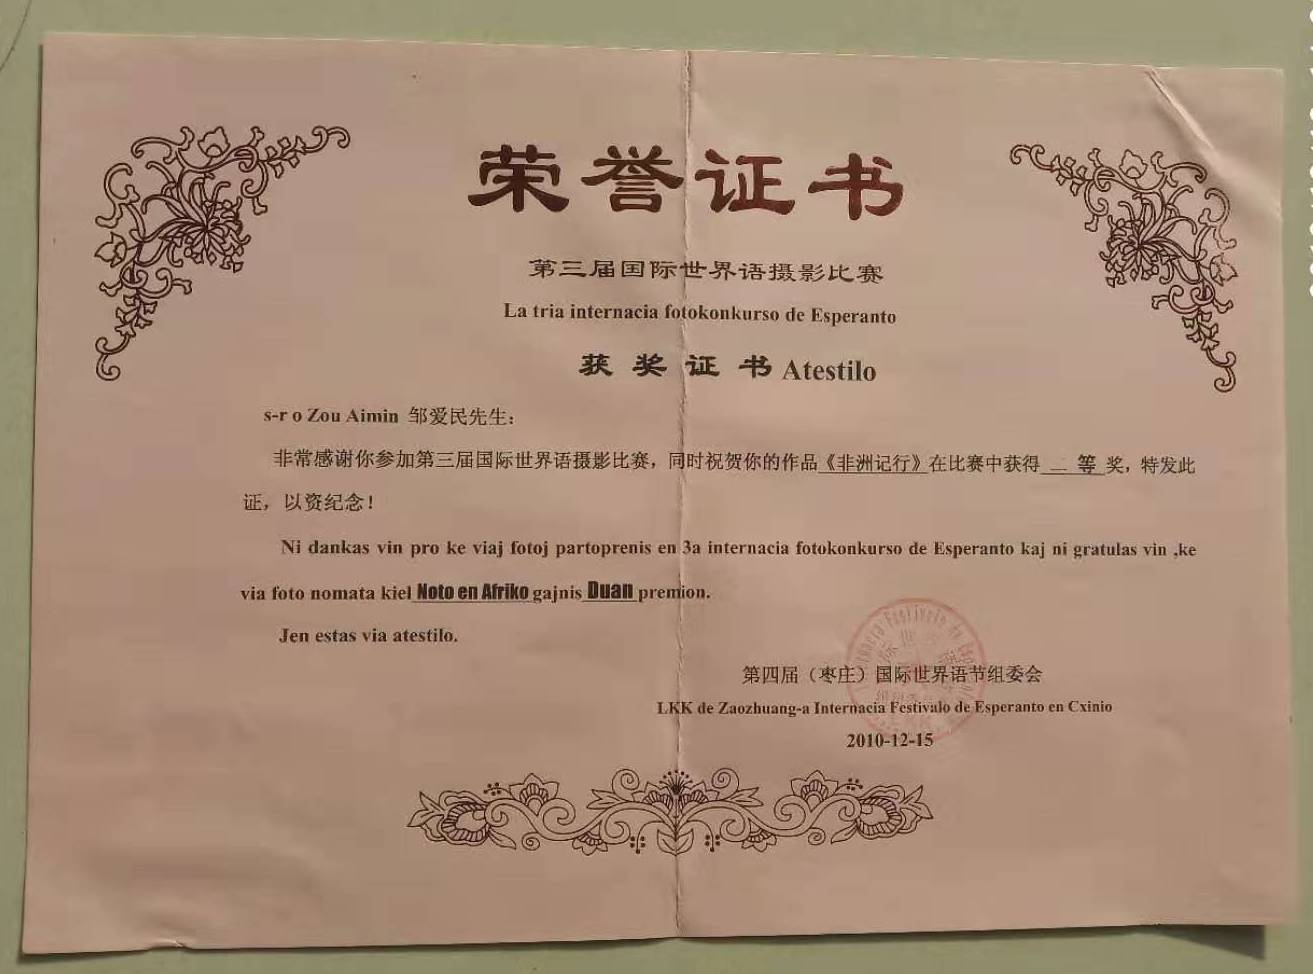 荣誉证书
第三届国际世界语摄影比赛
La tria internacia fotokonkurso de Esperanto
获奖证书 Atestilo
s-r o Zou Aimin 邹爱民先生:
非常感谢你参加第三届国际世界语摄影比赛，同时祝贺你的作品《非洲记行》在比赛中获得 二 等 奖，特发此
证，以资纪念！
Ni dankas vin pro ke viaj fotoj partoprenis en 3a internacia fotokonkurso de Esperanto kaj ni gratulas vin ,ke
via foto nomata kiel Noto en Afriko gajnis Duan premion.
Jen estas via atestilo.
第四届（枣庄）国际世界语节组委会
LKK de Zaozhuang-a Internacia Festivalo de Esperanto en Cxinio
2010-12-15